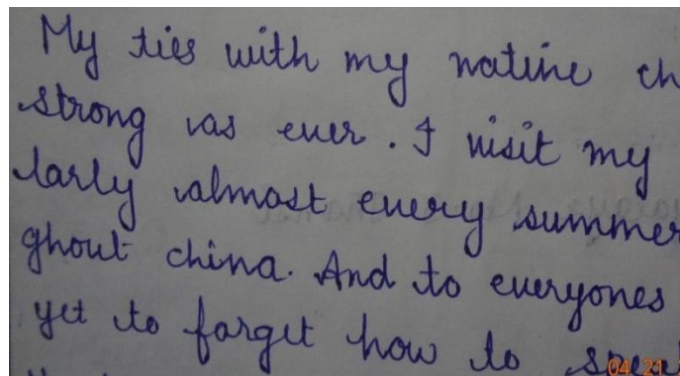 My ties with my native ch
strong as ever. I visit my
larly almost every summer
ghout china. And to everyones
yet to forget how to spea
04 21